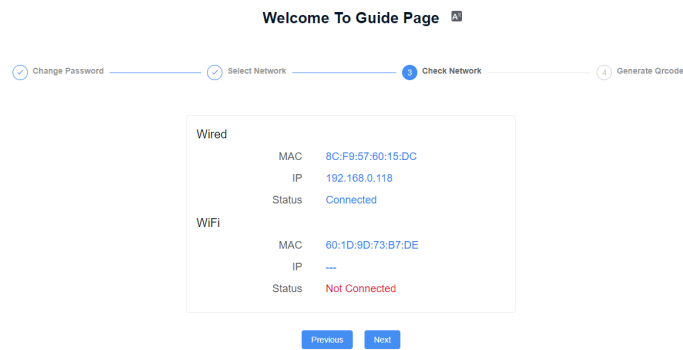 Welcome To Guide Page
Change Password
Select Network
3 Check Network
4 Generate Qrcode
Wired
MAC 8C:F9:57:60:15:DC
IP 192.168.0.118
Status Connected
WiFi
MAC 60:1D:9D:73:B7:DE
IP ---
Status Not Connected
Previous Next